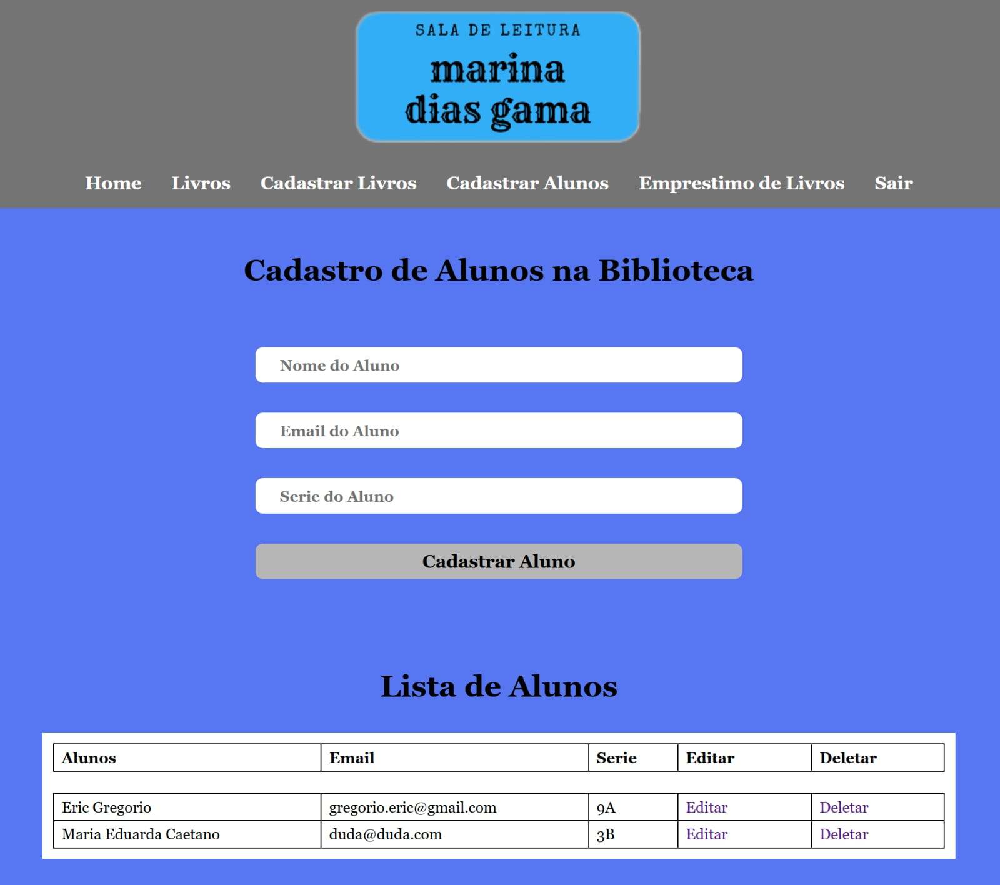 SALA DE LEITURA
marina
dias gama
Home Livros Cadastrar Livros Cadastrar Alunos Emprestimo de Livros Sair
Cadastro de Alunos na Biblioteca
Nome do Aluno
Email do Aluno
Serie do Aluno
Cadastrar Aluno
Lista de Alunos
Alunos Email Serie Editar Deletar
Eric Gregorio gregorio.eric@gmail.com 9A Editar Deletar
Maria Eduarda Caetano duda@duda.com 3B Editar Deletar